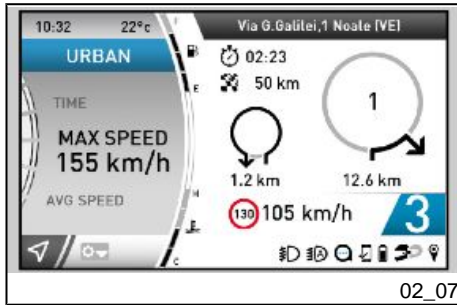 10:32 22°c
URBAN
TIME
MAX SPEED
155 km/h
AVG SPEED
F
E
H
C
Via G.Galilei,1 Noale [VE]
02:23
50 km
1
1.2 km
12.6 km
130 105 km/h
3
02_07